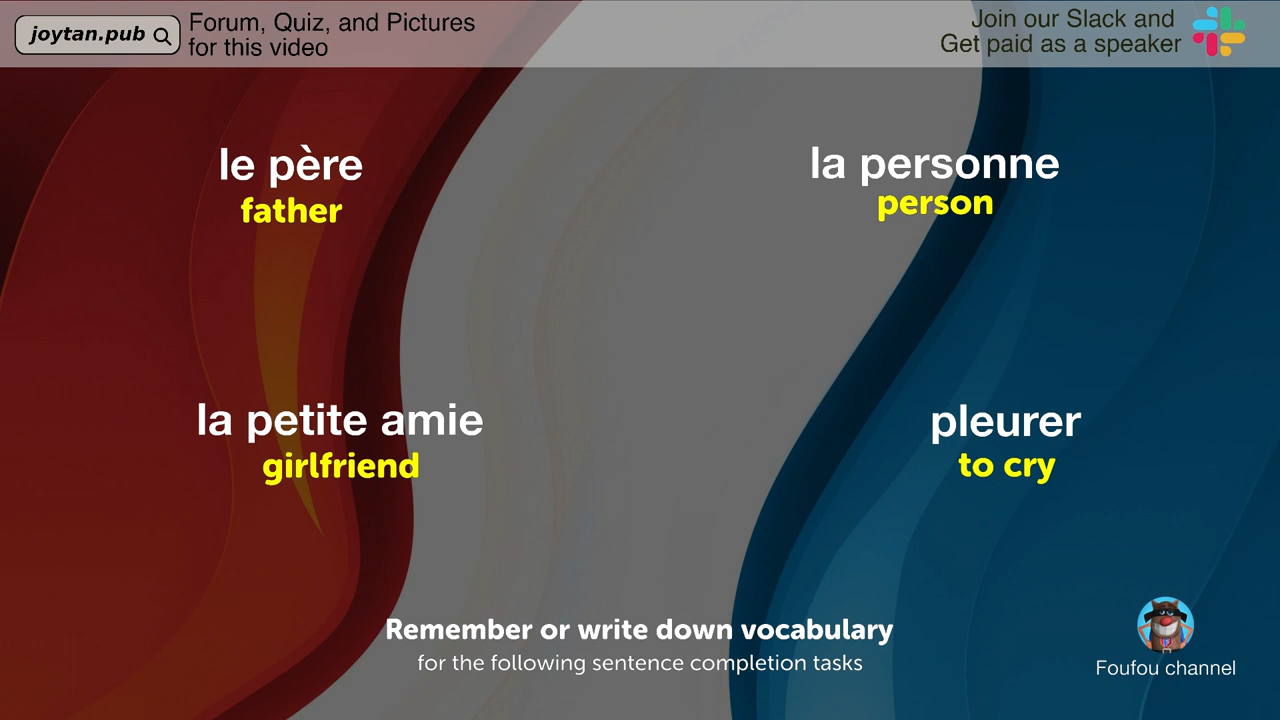 joytan.pub
Forum, Quiz, and Pictures
for this video
Join our Slack and
Get paid as a speaker
le père
father
la personne
person
la petite amie
girlfriend
pleurer
to cry
Remember or write down vocabulary
for the following sentence completion tasks
Foufou channel